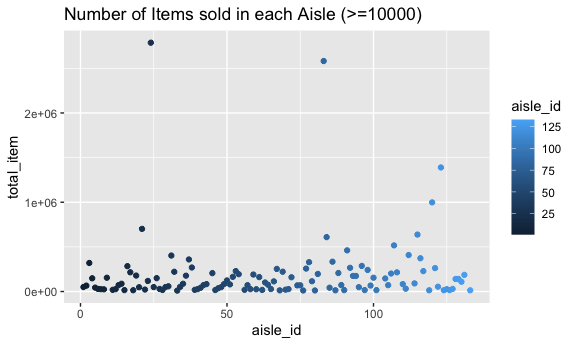 Number of Items sold in each Aisle (>=10000)
total_item
2e+06
1e+06
0e+00
0
50
100
aisle_id
aisle_id
125
100
75
50
25